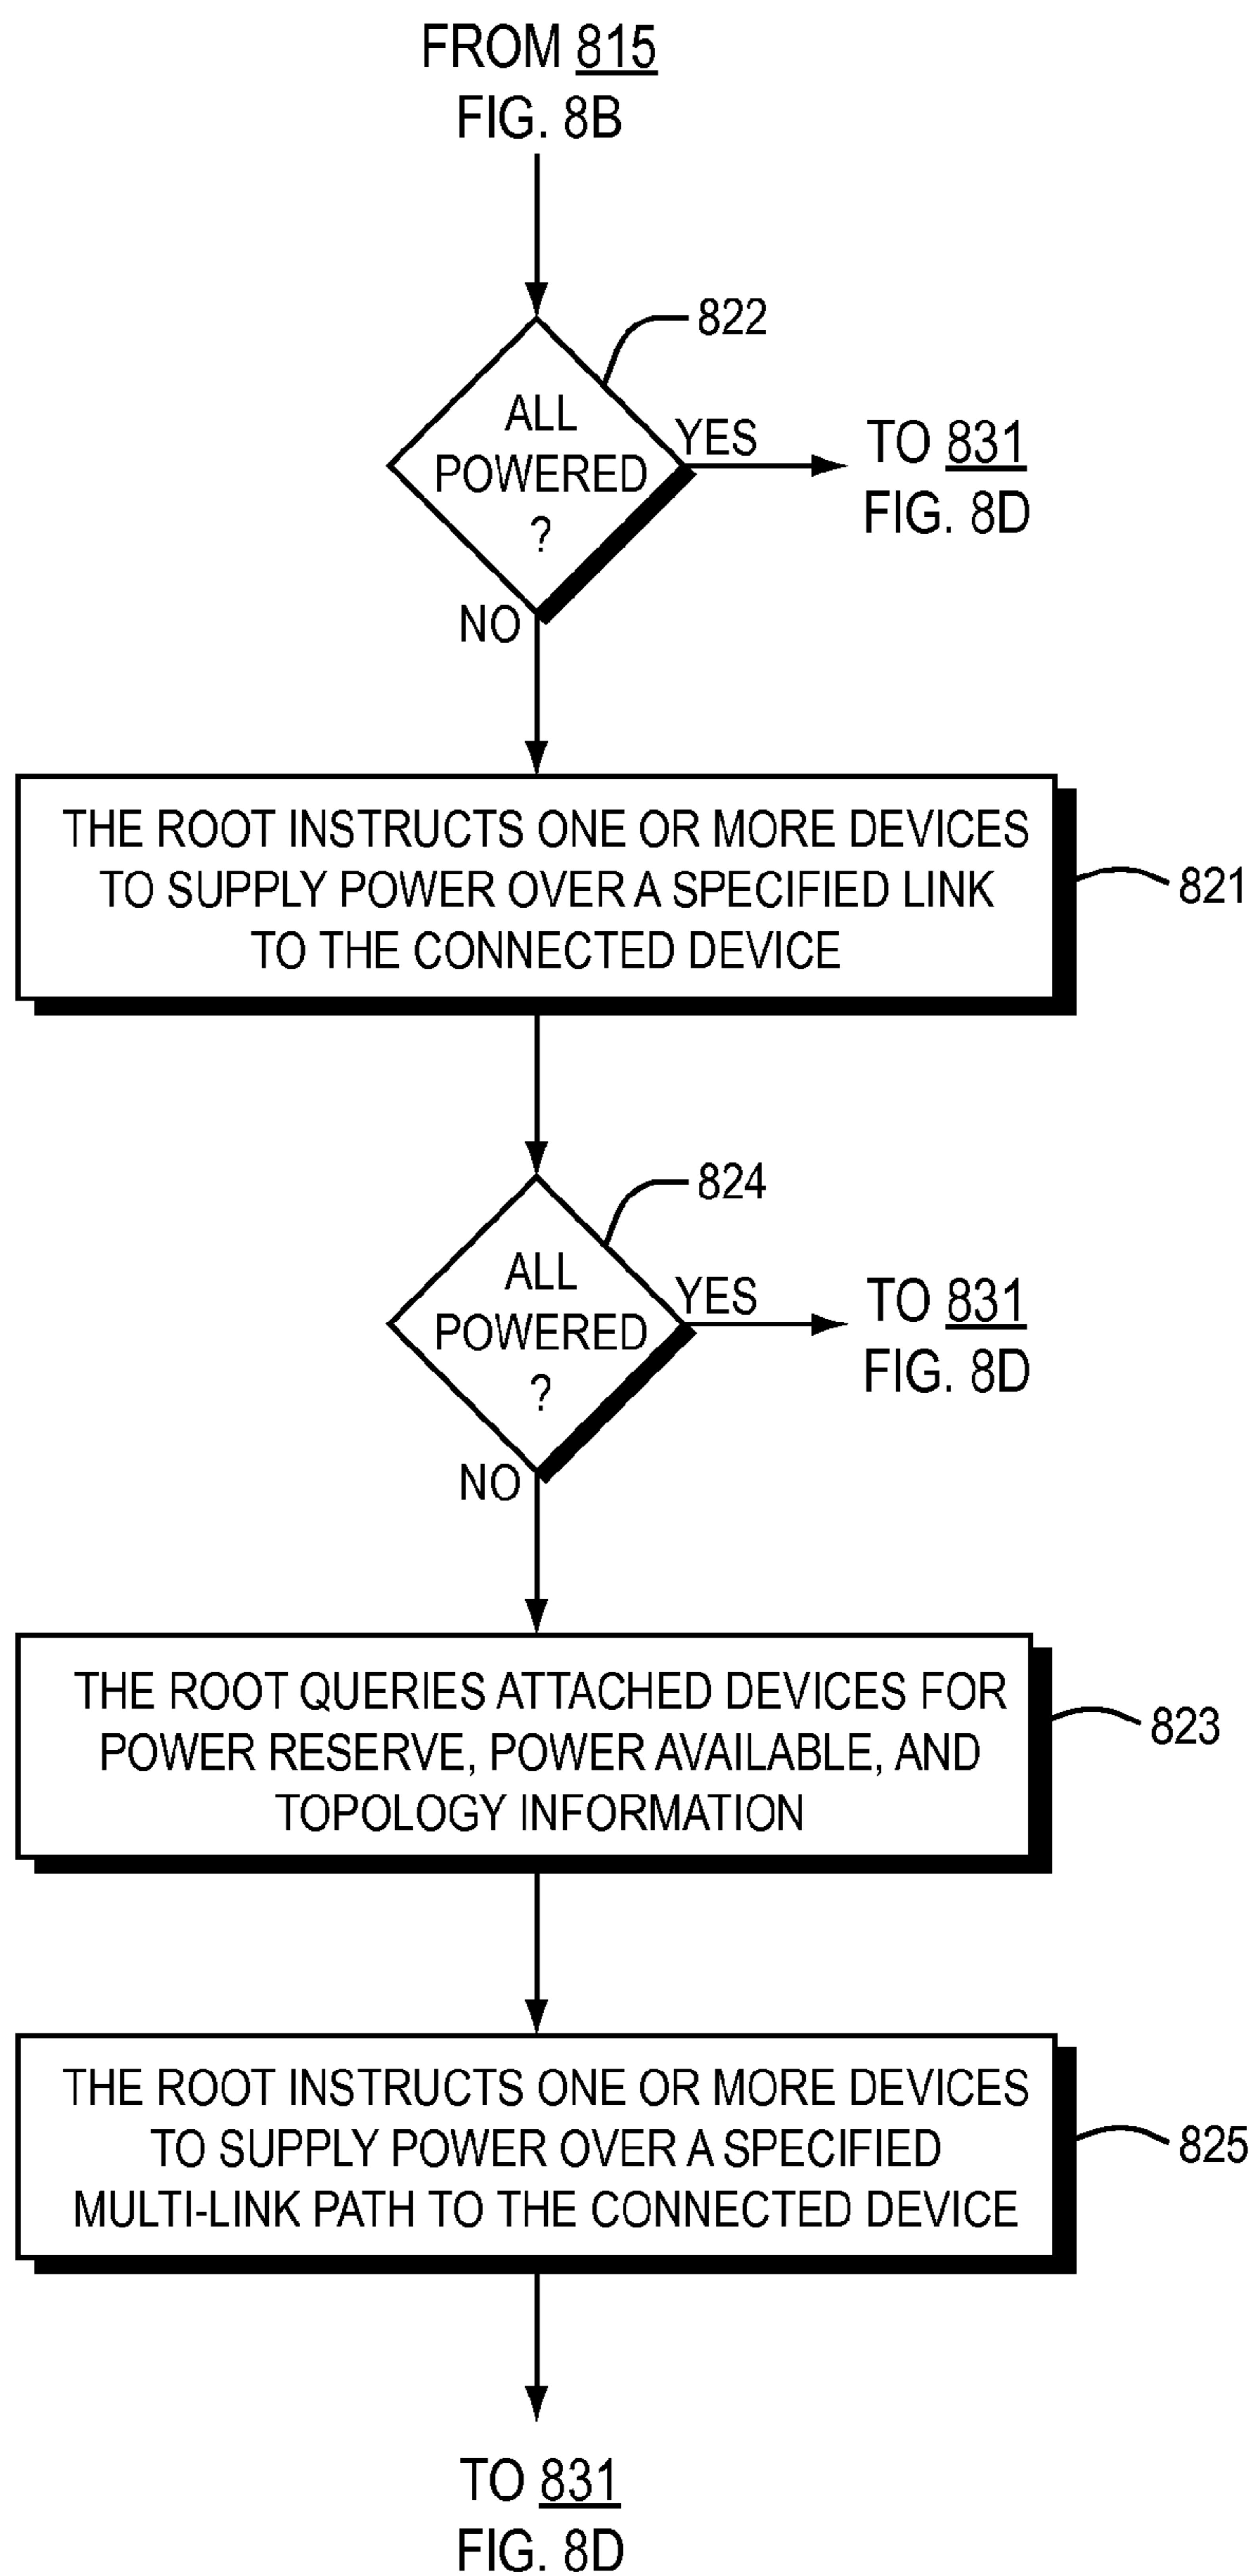 FROM 815
FIG. 8B
822
ALL
POWERED
?
YES
TO 831
FIG. 8D
NO
THE ROOT INSTRUCTS ONE OR MORE DEVICES
TO SUPPLY POWER OVER A SPECIFIED LINK
TO THE CONNECTED DEVICE
821
824
ALL
POWERED
?
YES
TO 831
FIG. 8D
NO
THE ROOT QUERIES ATTACHED DEVICES FOR
POWER RESERVE, POWER AVAILABLE, AND
TOPOLOGY INFORMATION
823
THE ROOT INSTRUCTS ONE OR MORE DEVICES
TO SUPPLY POWER OVER A SPECIFIED
MULTI-LINK PATH TO THE CONNECTED DEVICE
825
TO 831
FIG. 8D